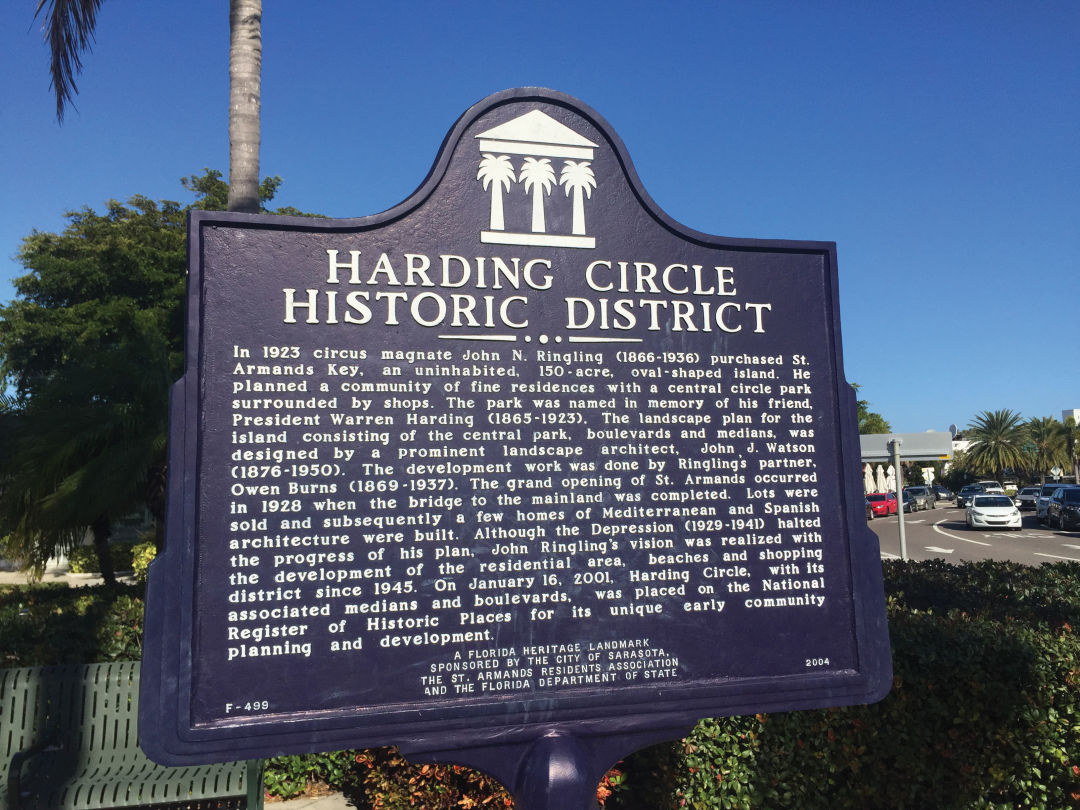 HARDING CIRCLE
HISTORIC DISTRICT
In 1923 circus magnate John N. Ringling (1866-1936) purchased St.
Armands Key, an uninhabited, 150-acre, oval-shaped island. He
planned a community of fine residences with a central circle park
surrounded by shops. The park was named in memory of his friend,
President Warren Harding (1865-1923). The landscape plan for the
island consisting of the central park, boulevards and medians, was
designed by a prominent landscape architect, John J. Watson
(1876-1950). The development work was done by Ringling's partner,
Owen Burns (1869-1937). The grand opening of St. Armands occurred
in 1928 when the bridge to the mainland was completed. Lots were
sold and subsequently a few homes of Mediterranean and Spanish
architecture were built. Although the Depression (1929-1941) halted
the progress of his plan, John Ringling's vision was realized with
the development of the residential area, beaches and shopping
district since 1945. On January 16, 2001, Harding Circle, with its
associated medians and boulevards, was placed on the National
Register of Historic Places for its unique early community
planning and development.
A FLORIDA HERITAGE LANDMARK
SPONSORED BY THE CITY OF SARASOTA,
THE ST. ARMANDS RESIDENTS ASSOCIATION
AND THE FLORIDA DEPARTMENT OF STATE
F-499
2004